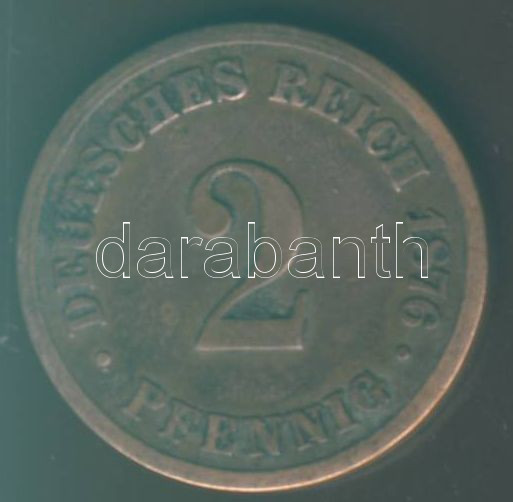 DEUTSCHES REICH 1876
2
PFENNIG
darabanth